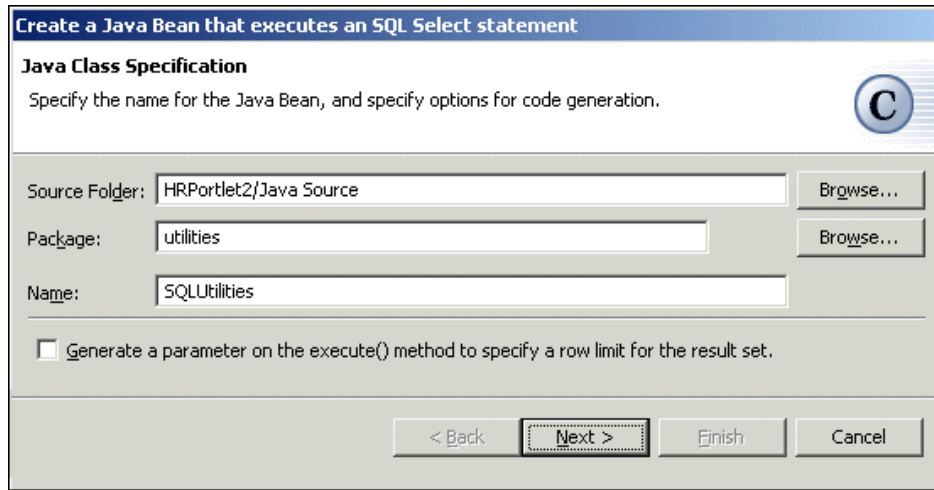 Create a Java Bean that executes an SQL Select statement
Java Class Specification
Specify the name for the Java Bean, and specify options for code generation.
C
Source Folder: HRPortlet2/Java Source Browse...
Package: utilities Browse...
Name: SQLUtilities
Generate a parameter on the execute() method to specify a row limit for the result set.
< Back Next > Finish Cancel